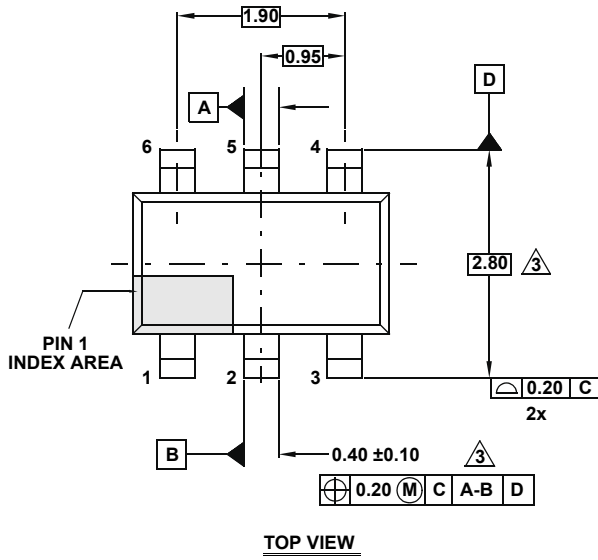 1.90
0.95
D
A
6
5
4
2.80
3
PIN 1
INDEX AREA
1
2
3
0.20 C
2x
B
0.40 ±0.10
3
0.20 M C A-B D
TOP VIEW